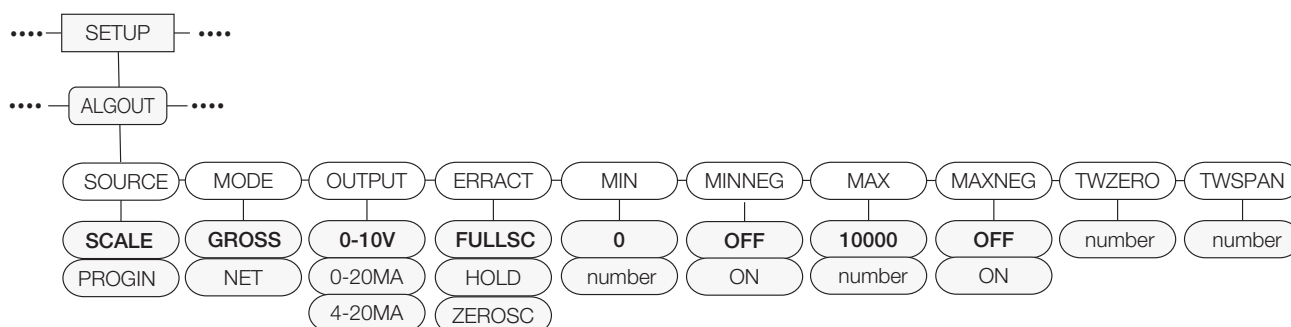 •••• SETUP ••••
•••• ALGOUT ••••
SOURCE MODE OUTPUT ERRACT MIN MINNEG MAX MAXNEG TWZERO TWSPAN
SCALE GROSS 0-10V FULLSC 0 OFF 10000 OFF number number
PROGIN NET 0-20MA HOLD number ON number ON
4-20MA ZEROSC